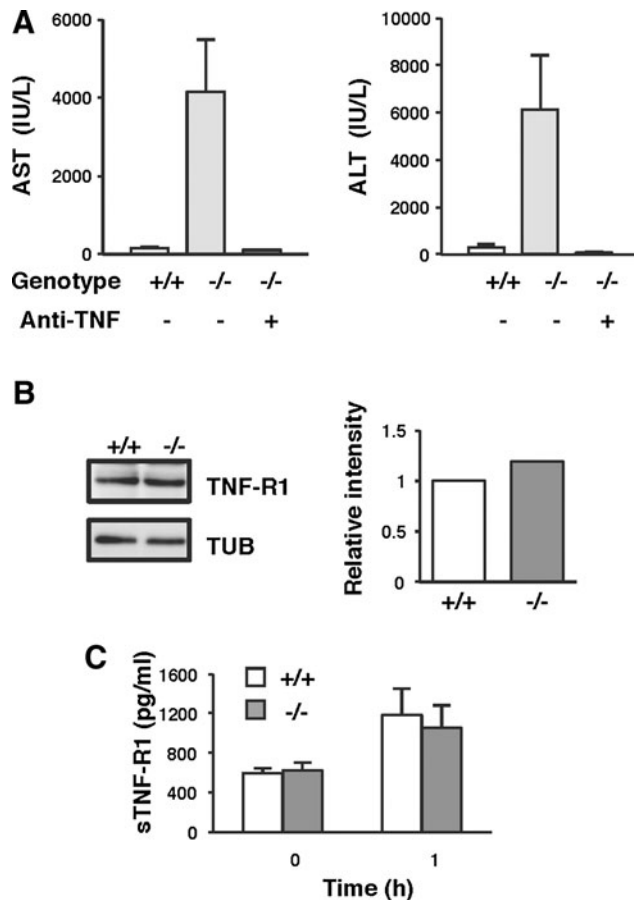 A
AST (IU/L)
6000
4000
2000
0
ALT (IU/L)
10000
8000
6000
4000
2000
0
Genotype +/+ -/- -/- +/+ -/- -/-
Anti-TNF - - + - - +
B
+/+ -/-
TNF-R1
TUB
Relative intensity
1.5
1
0.5
0
+/+ -/-
C
sTNF-R1 (pg/ml)
1600
1200
800
400
0
+/+
-/-
0 1
Time (h)